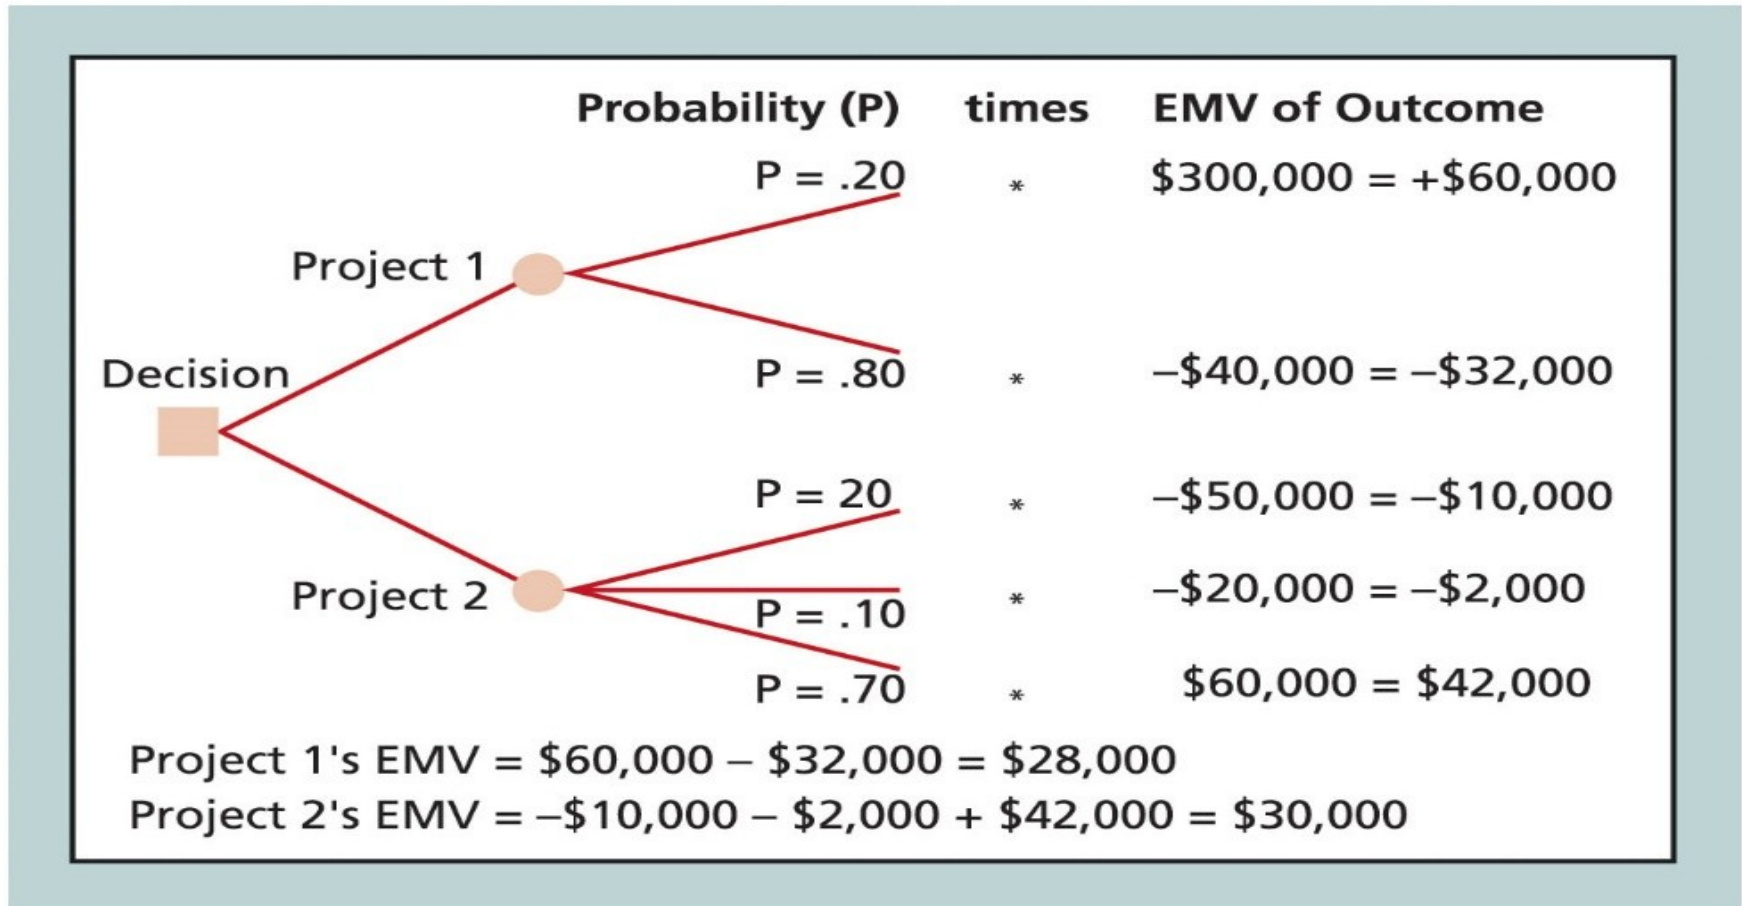 Probability (P) times EMV of Outcome
P = .20 * $300,000 = +$60,000
Project 1
Decision
P = .80 * –$40,000 = –$32,000
P = 20 * –$50,000 = –$10,000
Project 2
P = .10 * –$20,000 = –$2,000
P = .70 * $60,000 = $42,000
Project 1's EMV = $60,000 – $32,000 = $28,000
Project 2's EMV = –$10,000 – $2,000 + $42,000 = $30,000